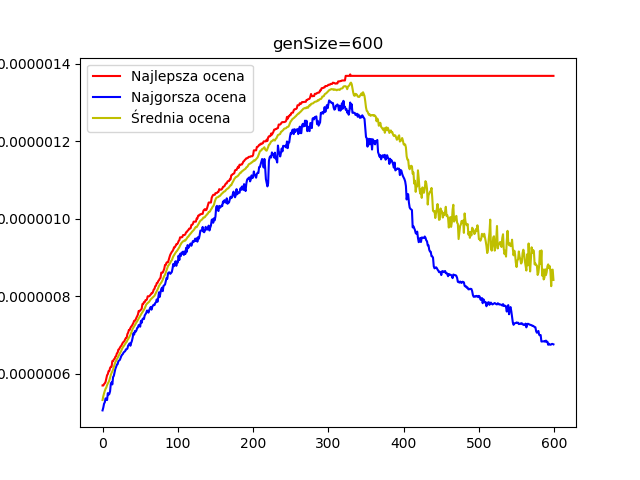 genSize=600
0.0000014
Najlepsza ocena
Najgorsza ocena
Średnia ocena
0.0000012
0.0000010
0.0000008
0.0000006
0 100 200 300 400 500 600